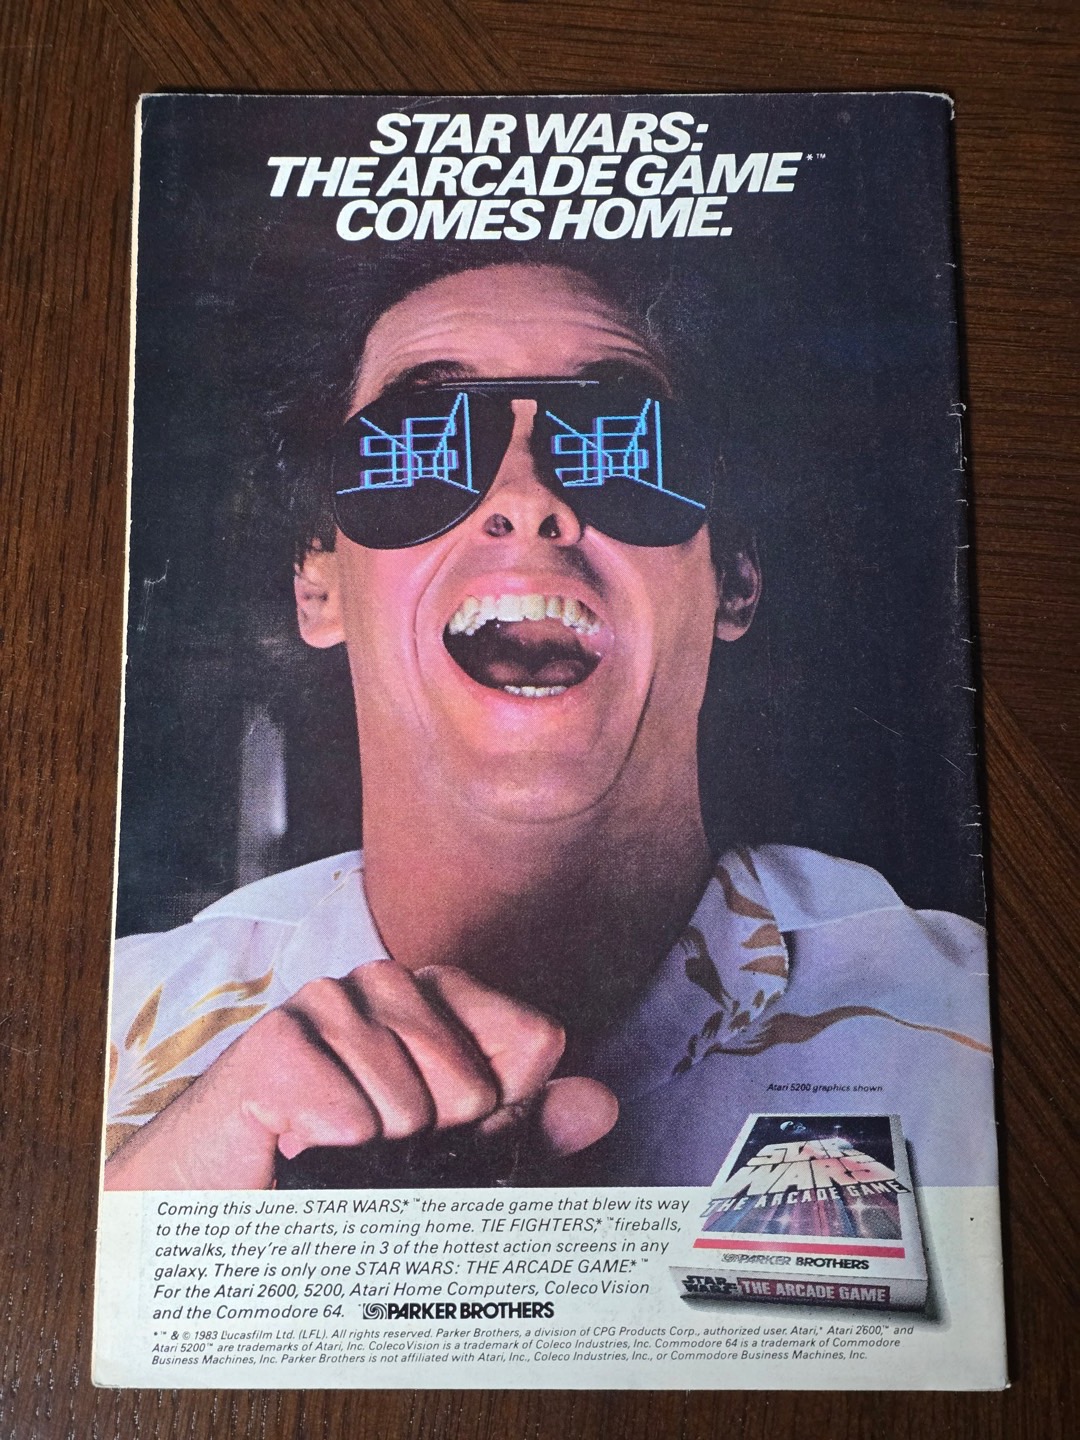 STAR WARS:
THE ARCADE GAME*™
COMES HOME.
Atari 5200 graphics shown
STAR
WARS
THE ARCADE GAME
PARKER BROTHERS
STAR
WARS THE ARCADE GAME
Coming this June. STAR WARS,*™ the arcade game that blew its way
to the top of the charts, is coming home. TIE FIGHTERS,*™ fireballs,
catwalks, they're all there in 3 of the hottest action screens in any
galaxy. There is only one STAR WARS: THE ARCADE GAME.*™
For the Atari 2600, 5200, Atari Home Computers, ColecoVision
and the Commodore 64. PARKER BROTHERS
*™ & © 1983 Lucasfilm Ltd. (LFL). All rights reserved. Parker Brothers, a division of CPG Products Corp., authorized user. Atari,* Atari 2600,™ and
Atari 5200™ are trademarks of Atari, Inc. ColecoVision is a trademark of Coleco Industries, Inc. Commodore 64 is a trademark of Commodore
Business Machines, Inc. Parker Brothers is not affiliated with Atari, Inc., Coleco Industries, Inc., or Commodore Business Machines, Inc.